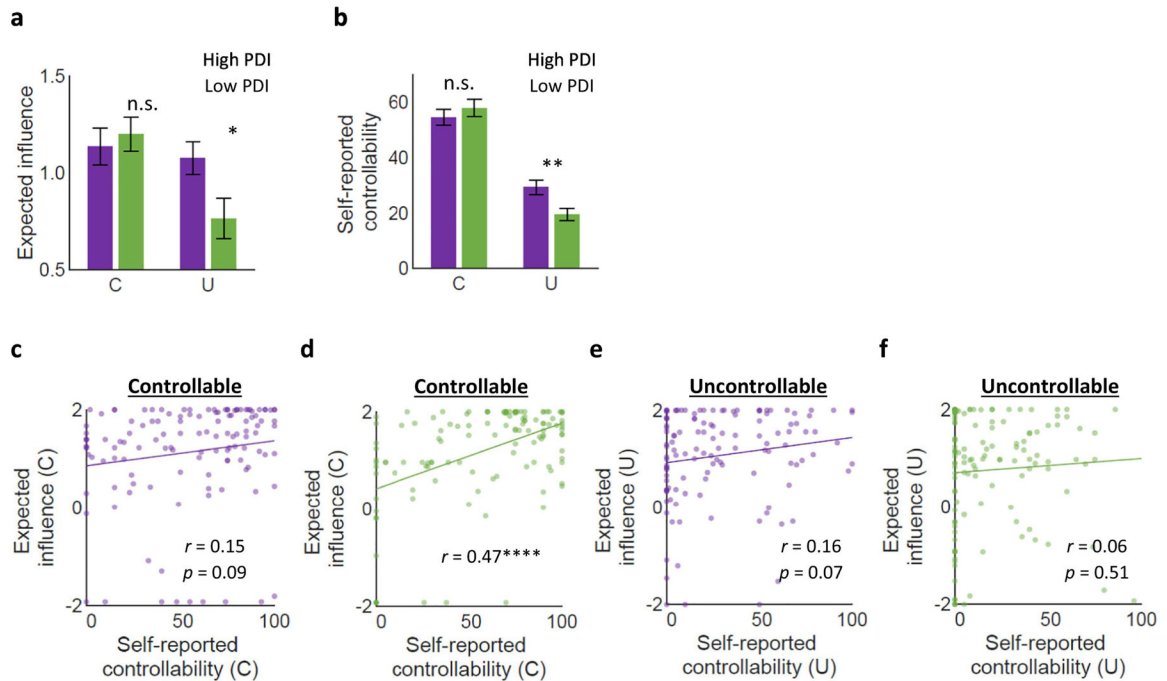 a
High PDI
Low PDI
Expected influence
1.5
1.0
0.5
n.s.
*
C
U
b
High PDI
Low PDI
Self-reported
controllability
60
40
20
0
n.s.
**
C
U
c
Controllable
Expected
influence (C)
2
0
-2
r = 0.15
p = 0.09
0
50
100
Self-reported
controllability (C)
d
Controllable
Expected
influence (C)
2
0
-2
r = 0.47****
0
50
100
Self-reported
controllability (C)
e
Uncontrollable
Expected
influence (U)
2
0
-2
r = 0.16
p = 0.07
0
50
100
Self-reported
controllability (U)
f
Uncontrollable
Expected
influence (U)
2
0
-2
r = 0.06
p = 0.51
0
50
100
Self-reported
controllability (U)